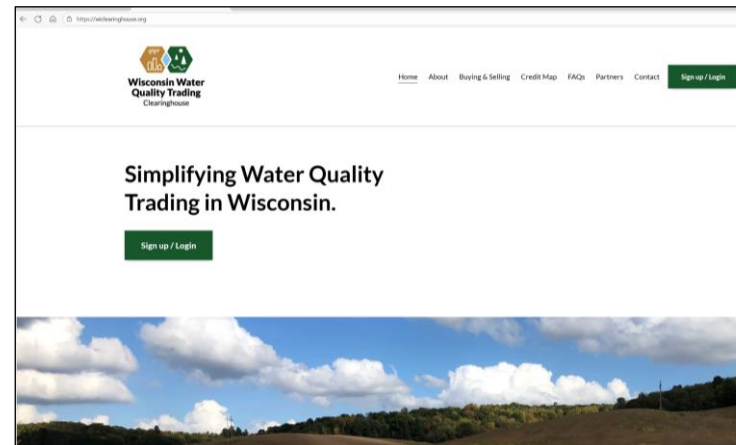 https://wiclearinghouse.org
Wisconsin Water
Quality Trading
Clearinghouse
Home About Buying & Selling Credit Map FAQs Partners Contact Sign up / Login
Simplifying Water Quality
Trading in Wisconsin.
Sign up / Login